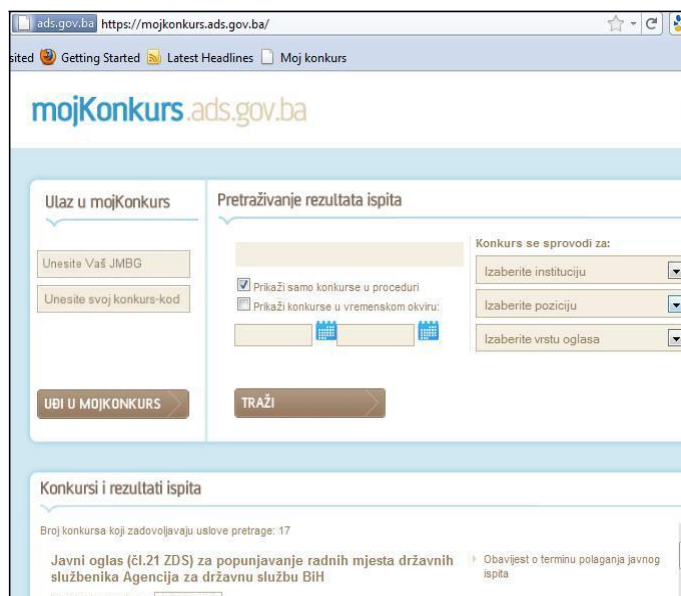 ads.gov.ba https://mojkonkurs.ads.gov.ba/
sited Getting Started Latest Headlines Moj konkurs
mojKonkurs.ads.gov.ba
Ulaz u mojKonkurs
Unesite Vaš JMBG
Unesite svoj konkurs-kod
UĐI U MOJKONKURS
Pretraživanje rezultata ispita
Prikaži samo konkurse u proceduri
Prikaži konkurse u vremenskom okviru:
TRAŽI
Konkurs se sprovodi za:
Izaberite instituciju
Izaberite poziciju
Izaberite vrstu oglasa
Konkursi i rezultati ispita
Broj konkursa koji zadovoljavaju uslove pretrage: 17
Javni oglas (čl.21 ZDS) za popunjavanje radnih mjesta državnih
službenika Agencija za državnu službu BiH
Obavijest o terminu polaganja javnog
ispita